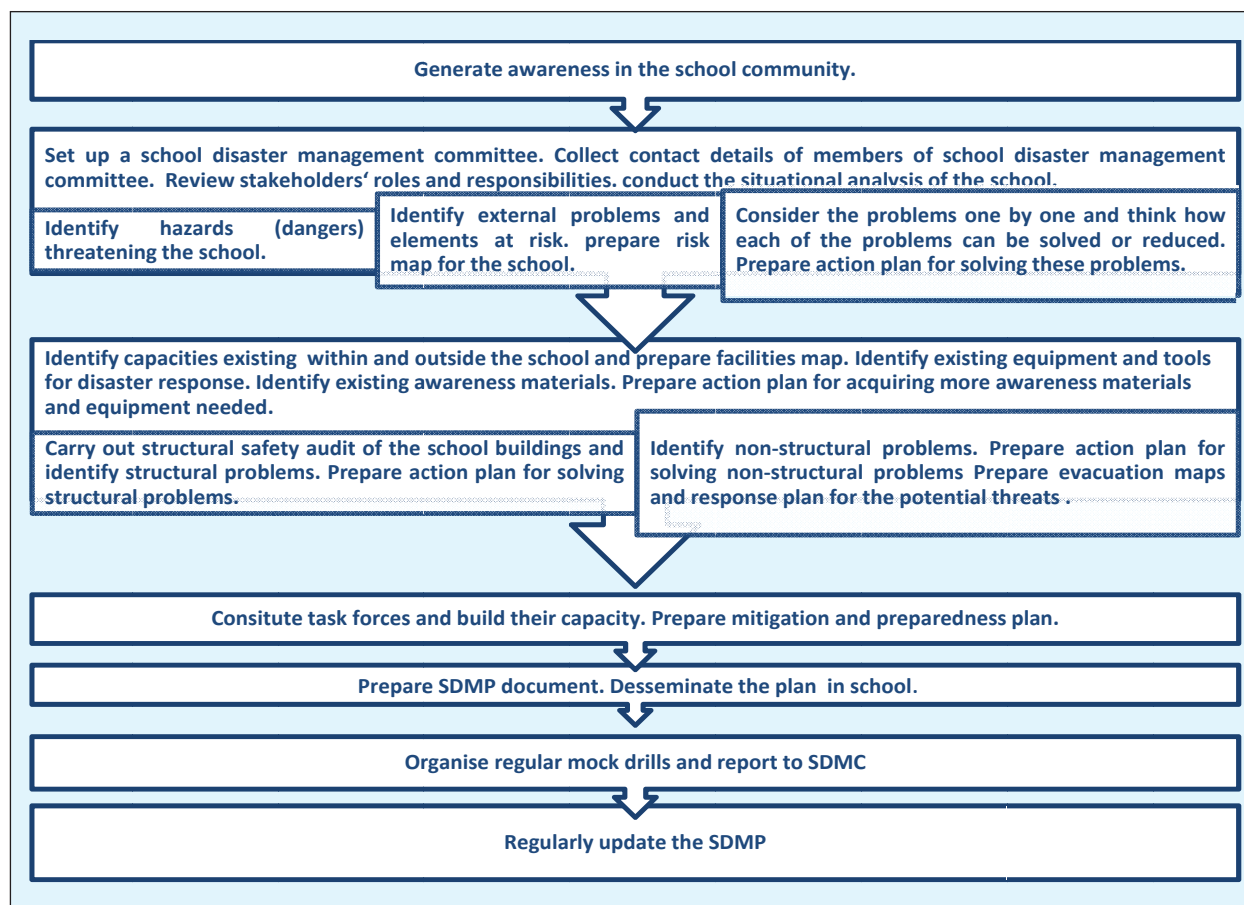 Generate awareness in the school community.
Set up a school disaster management committee. Collect contact details of members of school disaster management
committee. Review stakeholders‘ roles and responsibilities. conduct the situational analysis of the school.
Identify hazards (dangers)
threatening the school.
Identify external problems and
elements at risk. prepare risk
map for the school.
Consider the problems one by one and think how
each of the problems can be solved or reduced.
Prepare action plan for solving these problems.
Identify capacities existing within and outside the school and prepare facilities map. Identify existing equipment and tools
for disaster response. Identify existing awareness materials. Prepare action plan for acquiring more awareness materials
and equipment needed.
Carry out structural safety audit of the school buildings and
identify structural problems. Prepare action plan for solving
structural problems.
Identify non-structural problems. Prepare action plan for
solving non-structural problems Prepare evacuation maps
and response plan for the potential threats .
Consitute task forces and build their capacity. Prepare mitigation and preparedness plan.
Prepare SDMP document. Desseminate the plan in school.
Organise regular mock drills and report to SDMC
Regularly update the SDMP